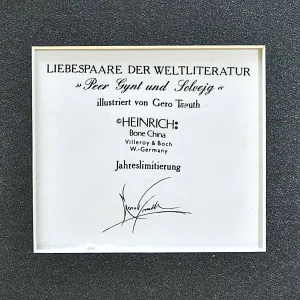 LIEBESPAARE DER WELTLITERATUR
»Peer Gynt und Solvejg«
illustriert von Gero Trauth
©HEINRICH:
Bone China
Villeroy & Boch
W.-Germany
Jahreslimitierung